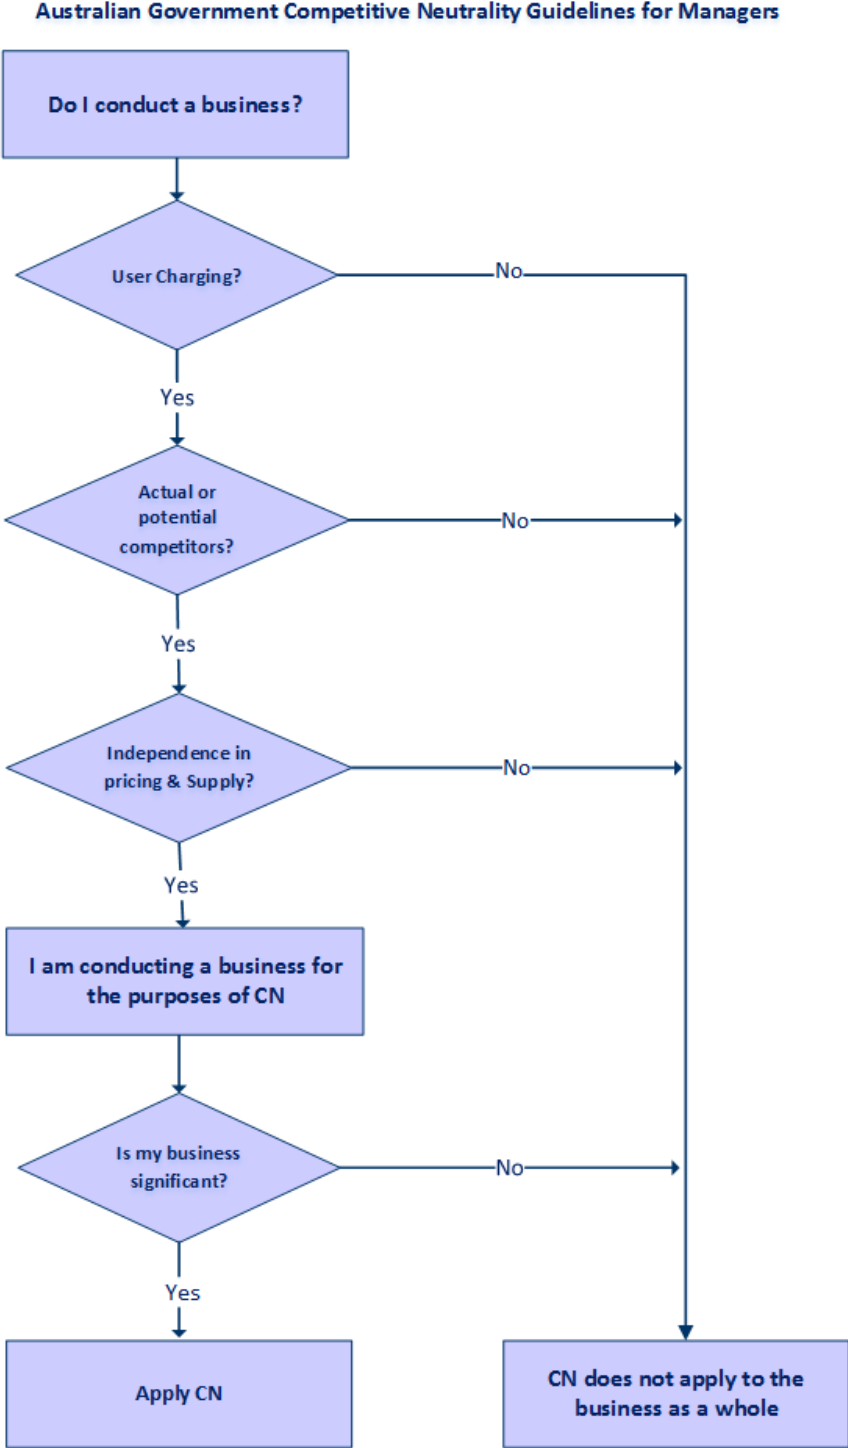 Australian Government Competitive Neutrality Guidelines for Managers
Do I conduct a business?
User Charging?
No
Yes
Actual or
potential
competitors?
No
Yes
Independence in
pricing & Supply?
No
Yes
I am conducting a business for
the purposes of CN
Is my business
significant?
No
Yes
Apply CN
CN does not apply to the
business as a whole